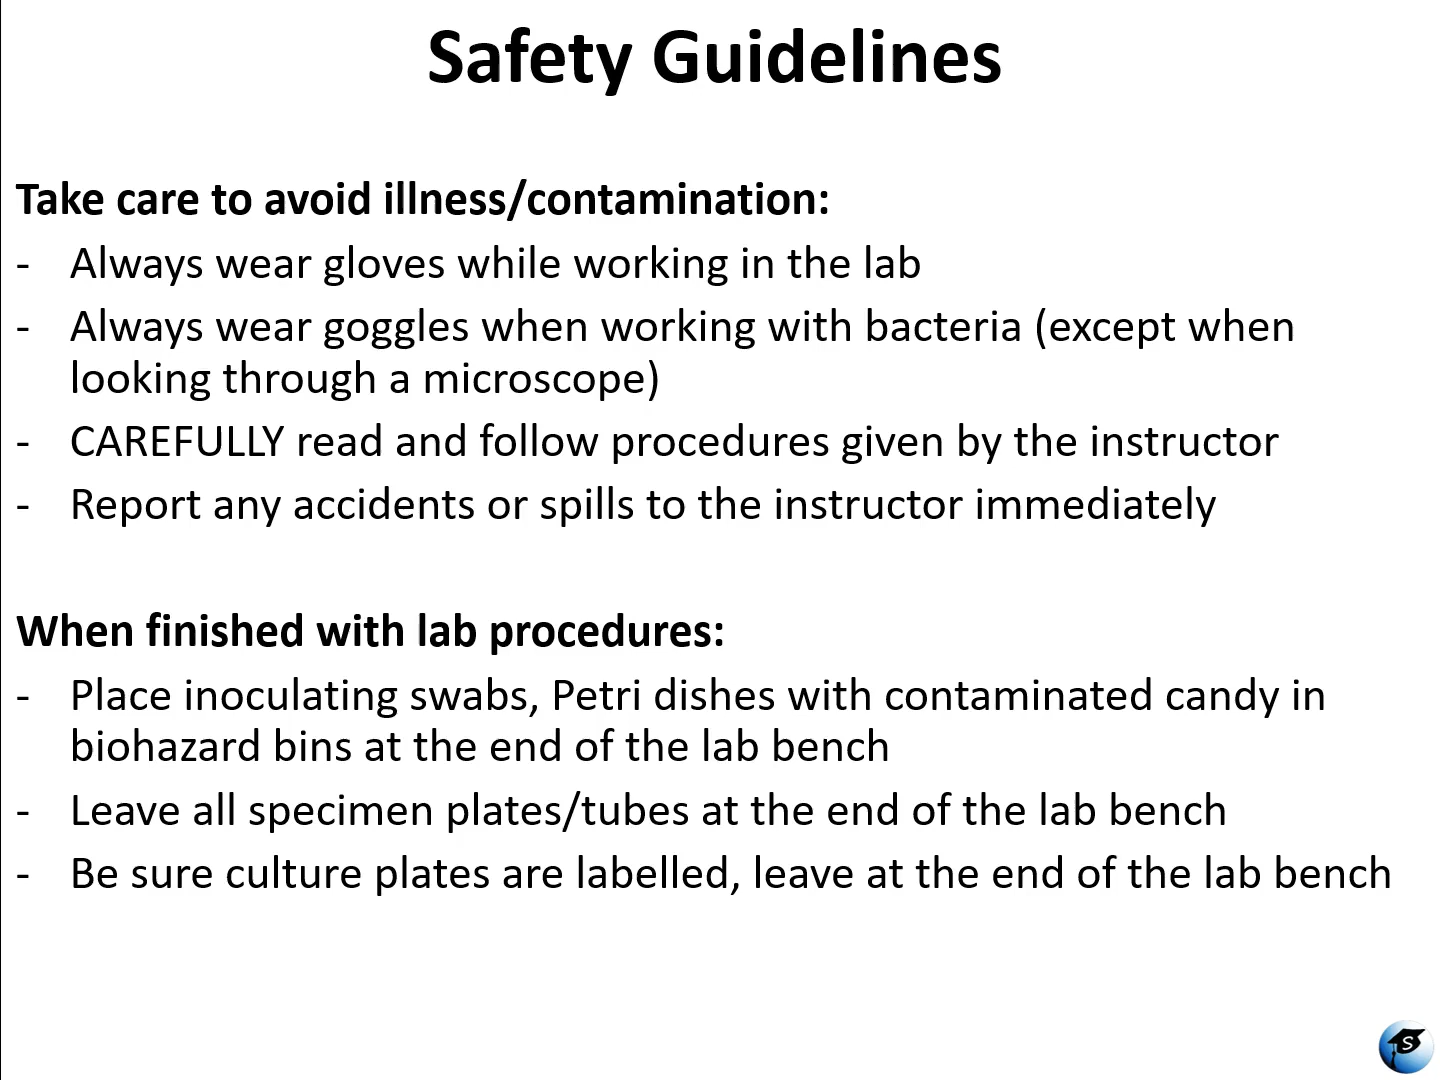 Safety Guidelines
Take care to avoid illness/contamination:
- Always wear gloves while working in the lab
- Always wear goggles when working with bacteria (except when
looking through a microscope)
- CAREFULLY read and follow procedures given by the instructor
- Report any accidents or spills to the instructor immediately
When finished with lab procedures:
- Place inoculating swabs, Petri dishes with contaminated candy in
biohazard bins at the end of the lab bench
- Leave all specimen plates/tubes at the end of the lab bench
- Be sure culture plates are labelled, leave at the end of the lab bench
S